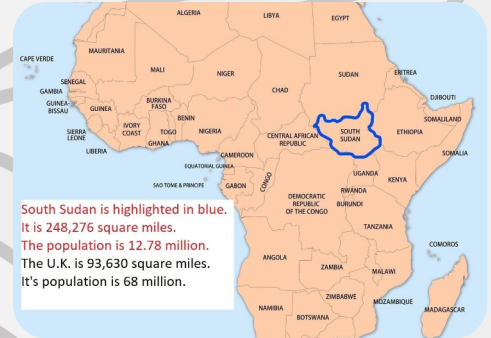 ALGERIA
LIBYA
EGYPT
CAPE VERDE
MAURITANIA
MALI
NIGER
CHAD
SUDAN
ERITREA
SENEGAL
GAMBIA
GUINEA-
BISSAU
GUINEA
BURKINA
FASO
DJIBOUTI
SOMALILAND
SIERRA
LEONE
LIBERIA
IVORY
COAST
GHANA
TOGO
BENIN
NIGERIA
CENTRAL AFRICAN
REPUBLIC
SOUTH
SUDAN
ETHIOPIA
SOMALIA
CAMEROON
EQUATORIAL GUINEA
SAO TOME & PRINCIPE
GABON
CONGO
DEMOCRATIC
REPUBLIC
OF THE CONGO
UGANDA
KENYA
RWANDA
BURUNDI
TANZANIA
COMOROS
ANGOLA
ZAMBIA
MALAWI
ZIMBABWE
MOZAMBIQUE
MADAGASCAR
NAMIBIA
BOTSWANA
South Sudan is highlighted in blue.
It is 248,276 square miles.
The population is 12.78 million.
The U.K. is 93,630 square miles.
It's population is 68 million.